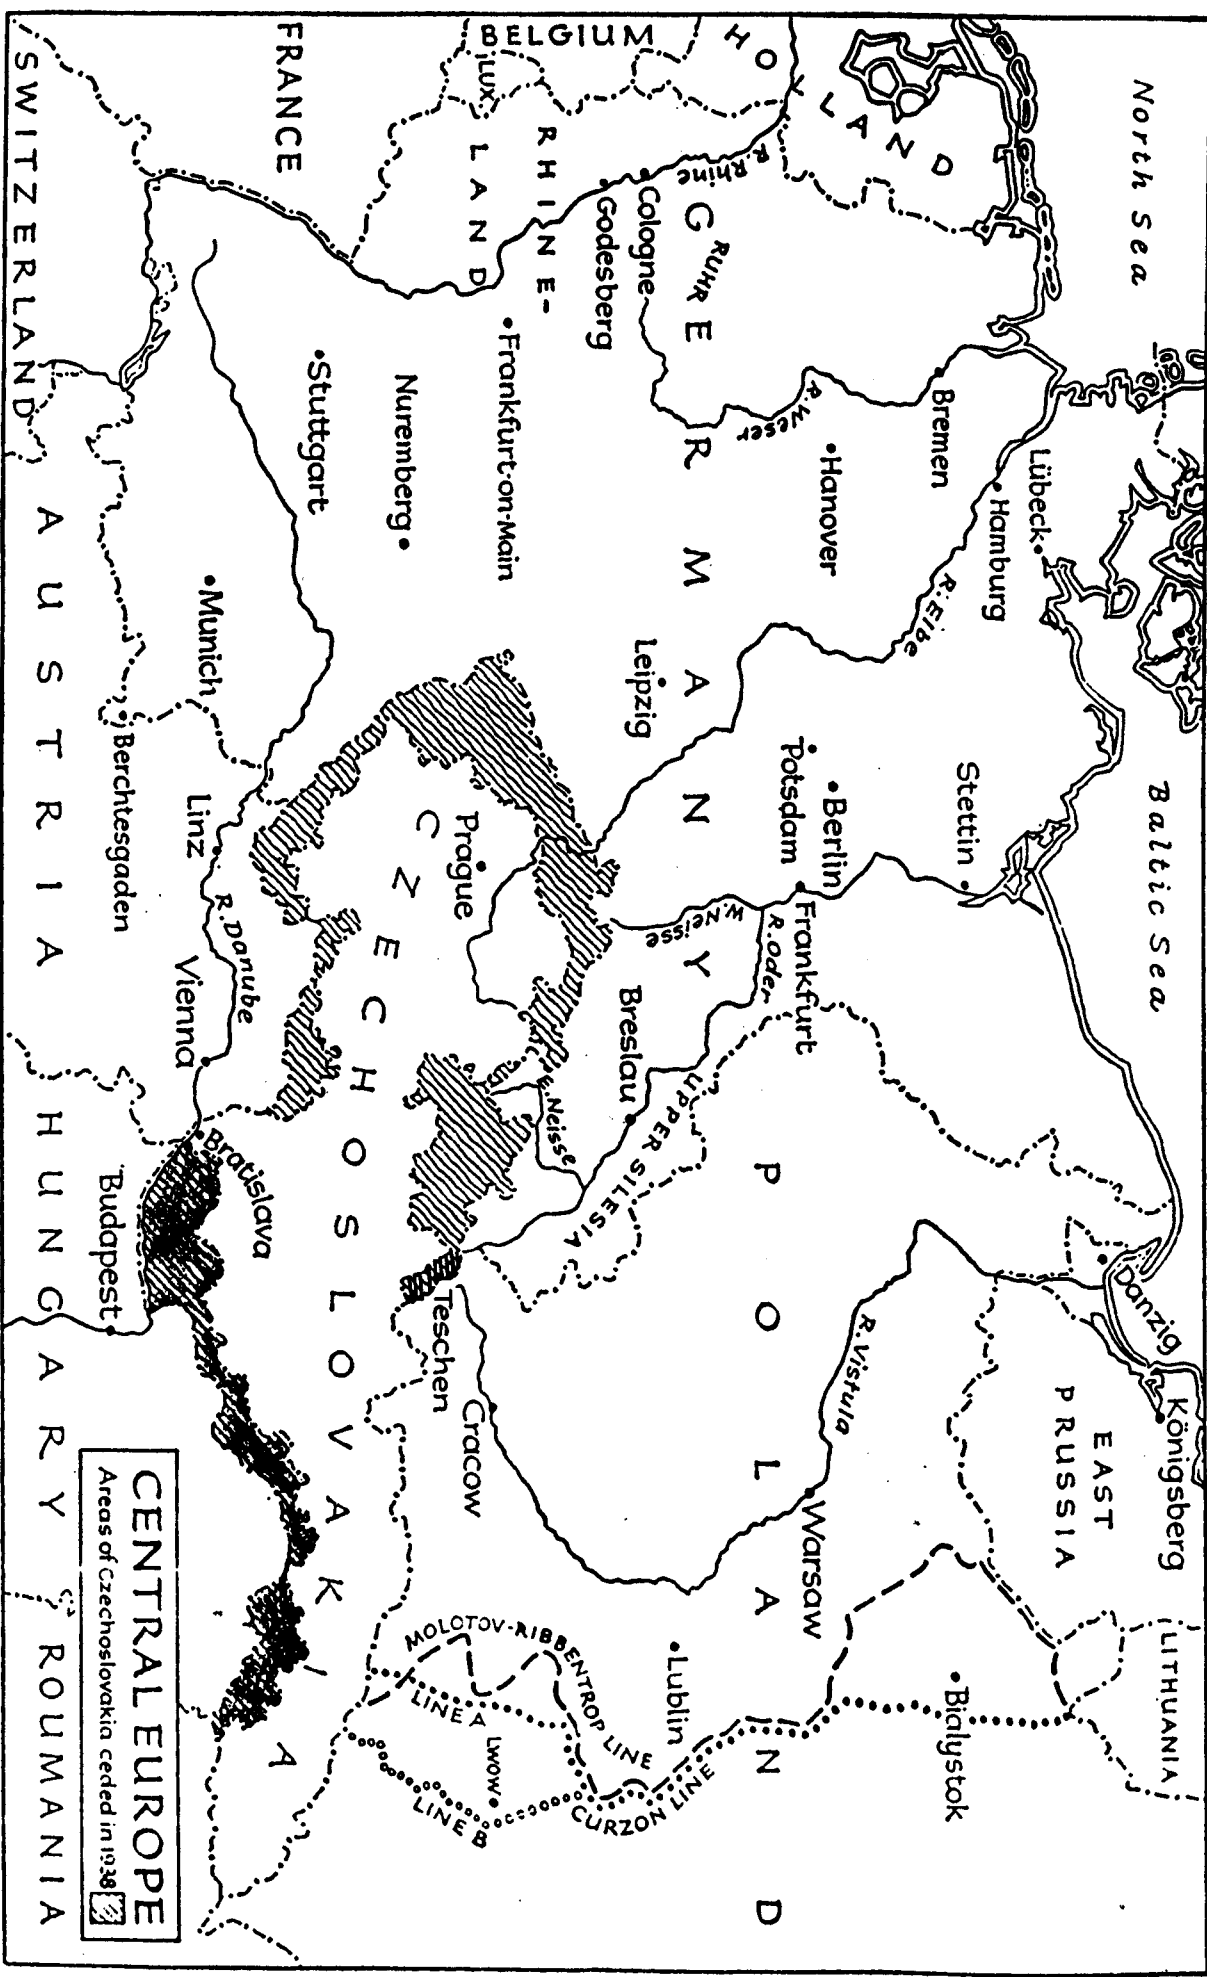 North Sea
Baltic Sea
HOLLAND
BELGIUM
LUX.
FRANCE
SWITZERLAND
RHINE-
LAND
R. Rhine
RUHR
Cologne
Godesberg
GERMANY
Bremen
Lübeck
Hamburg
Hanover
R. Weser
R. Elbe
Frankfurt-on-Main
Nuremberg
Stuttgart
Munich
Berchtesgaden
Leipzig
Stettin
Berlin
Potsdam
Frankfurt
R. Oder
W. Neisse
Breslau
E. Neisse
UPPER SILESIA
Prague
CZECHOSLOVAKIA
Linz
R. Danube
Vienna
AUSTRIA
Bratislava
Budapest
HUNGARY
Teschen
Cracow
POLAND
Danzig
Königsberg
EAST
PRUSSIA
LITHUANIA
R. Vistula
Warsaw
Bialystok
Lublin
MOLOTOV-RIBBENTROP LINE
LINE A
LWOW
LINE B
CURZON LINE
ROUMANIA
CENTRAL EUROPE
Areas of Czechoslovakia ceded in 1938